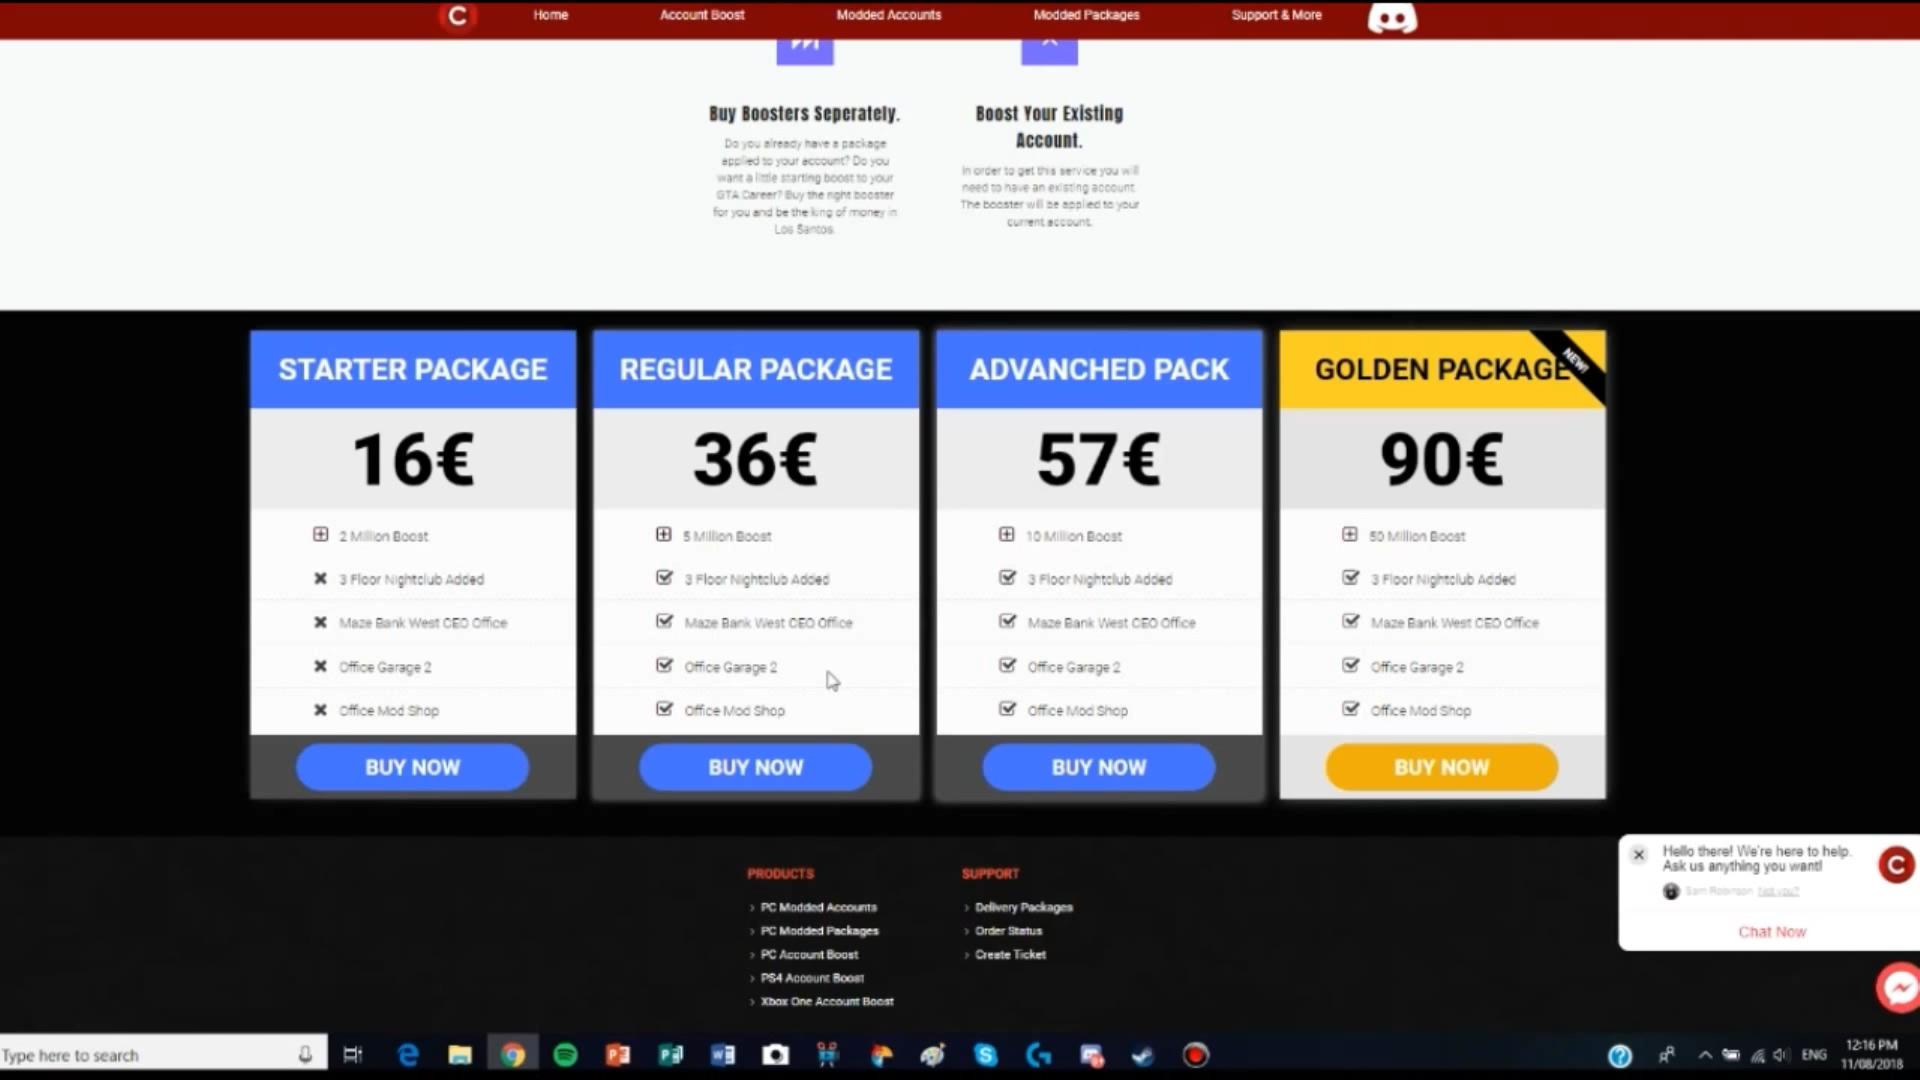 C
Home
Account Boost
Modded Accounts
Modded Packages
Support & More
Buy Boosters Seperately.
Do you already have a package
applied to your account? Do you
want a little starting boost to your
GTA Career? Buy the right booster
for you and be the king of money in
Los Santos.
Boost Your Existing
Account.
In order to get this service you will
need to have an existing account.
The booster will be applied to your
current account.
STARTER PACKAGE
16€
2 Million Boost
3 Floor Nightclub Added
Maze Bank West CEO Office
Office Garage 2
Office Mod Shop
BUY NOW
REGULAR PACKAGE
36€
5 Million Boost
3 Floor Nightclub Added
Maze Bank West CEO Office
Office Garage 2
Office Mod Shop
BUY NOW
ADVANCHED PACK
57€
10 Million Boost
3 Floor Nightclub Added
Maze Bank West CEO Office
Office Garage 2
Office Mod Shop
BUY NOW
GOLDEN PACKAGE
NEW!
90€
50 Million Boost
3 Floor Nightclub Added
Maze Bank West CEO Office
Office Garage 2
Office Mod Shop
BUY NOW
PRODUCTS
PC Modded Accounts
PC Modded Packages
PC Account Boost
PS4 Account Boost
Xbox One Account Boost
SUPPORT
Delivery Packages
Order Status
Create Ticket
Hello there! We're here to help.
Ask us anything you want!
Sam Robinson Not you?
C
Chat Now
Type here to search
ENG
12:16 PM
11/08/2018